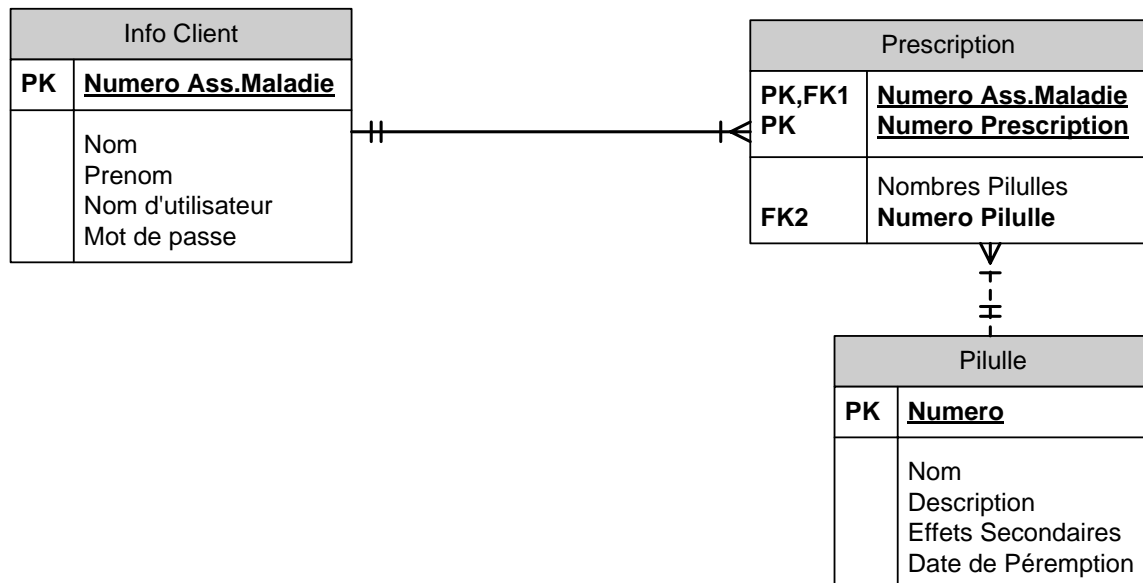 Info Client
PK Numero Ass.Maladie
Nom
Prenom
Nom d'utilisateur
Mot de passe
Prescription
PK,FK1 Numero Ass.Maladie
PK Numero Prescription
Nombres Pilulles
FK2 Numero Pilulle
Pilulle
PK Numero
Nom
Description
Effets Secondaires
Date de Péremption